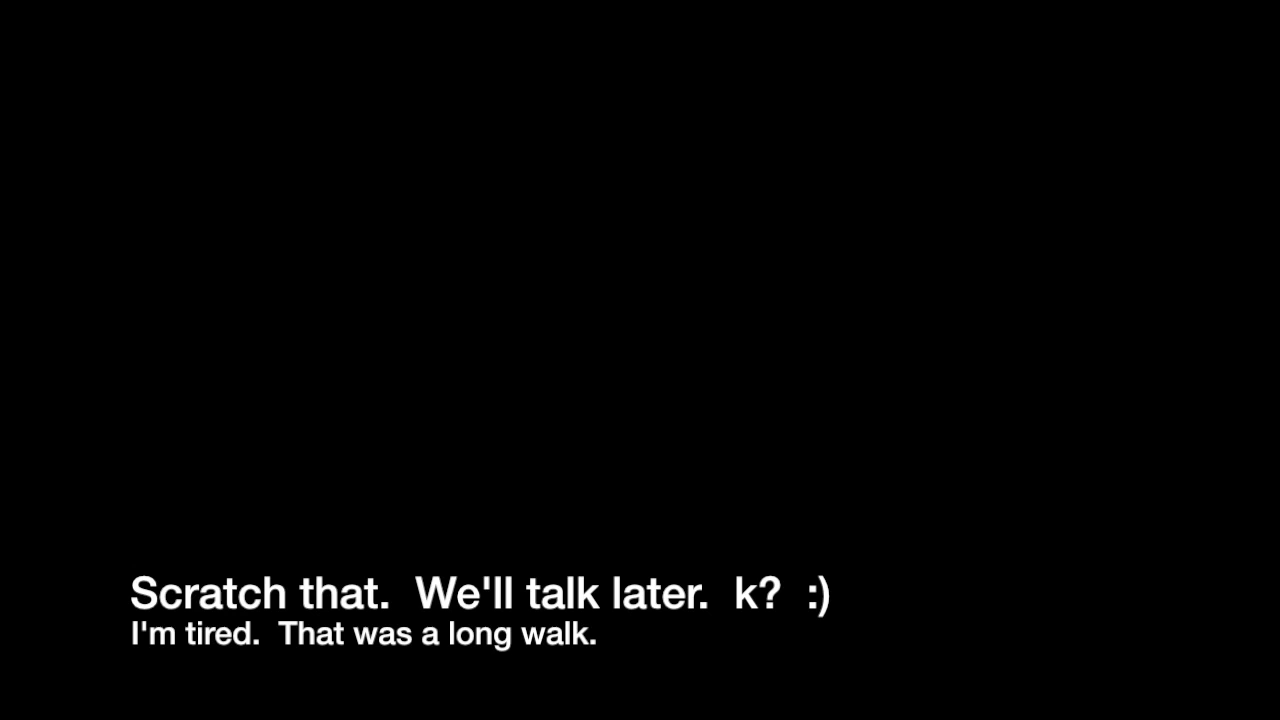 Scratch that.  We'll talk later.  k?  :)
I'm tired.  That was a long walk.